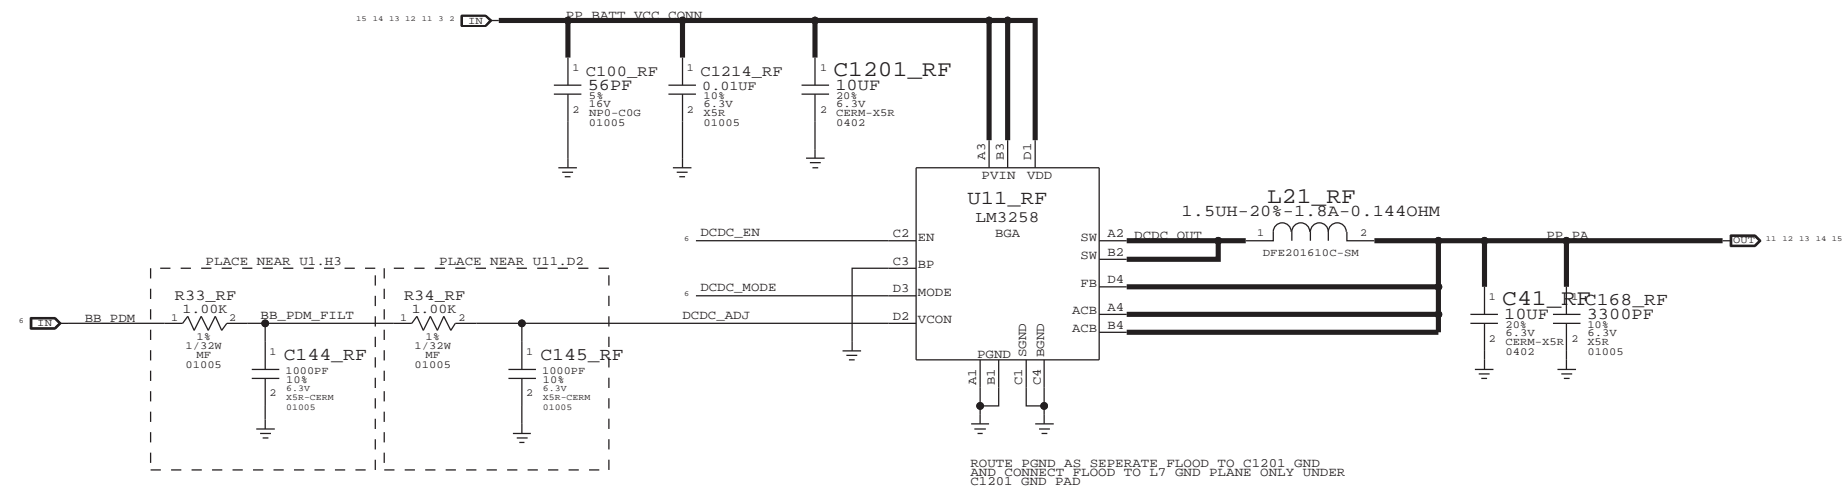 15 14 13 12 11 3 2 IN PP_BATT_VCC_CONN
1 C100_RF
56PF
5%
16V
2 NP0-C0G
01005
1 C1214_RF
0.01UF
10%
6.3V
2 X5R
01005
1 C1201_RF
10UF
20%
6.3V
2 CERM-X5R
0402
A3 B3 D1
PVIN VDD
U11_RF
LM3258
BGA
6 DCDC_EN C2 EN
C3 BP
6 DCDC_MODE D3 MODE
DCDC_ADJ D2 VCON
SW A2 DCDC_OUT
SW B2
FB D4
ACB A4
ACB B4
PGND SGND BGND
A1 B1 C1 C4
L21_RF
1.5UH-20%-1.8A-0.144OHM
1 2
DFE201610C-SM
PP_PA OUT 11 12 13 14 15
1 C41_RF
10UF
20%
6.3V
2 CERM-X5R
0402
1 C168_RF
3300PF
10%
6.3V
2 X5R
01005
PLACE NEAR U1.H3
PLACE NEAR U11.D2
6 IN BB_PDM
R33_RF
1.00K
1 2
1%
1/32W
MF
01005
BB_PDM_FILT
1 C144_RF
1000PF
10%
6.3V
2 X5R-CERM
01005
R34_RF
1.00K
1 2
1%
1/32W
MF
01005
1 C145_RF
1000PF
10%
6.3V
2 X5R-CERM
01005
ROUTE PGND AS SEPERATE FLOOD TO C1201 GND
AND CONNECT FLOOD TO L7 GND PLANE ONLY UNDER
C1201 GND PAD